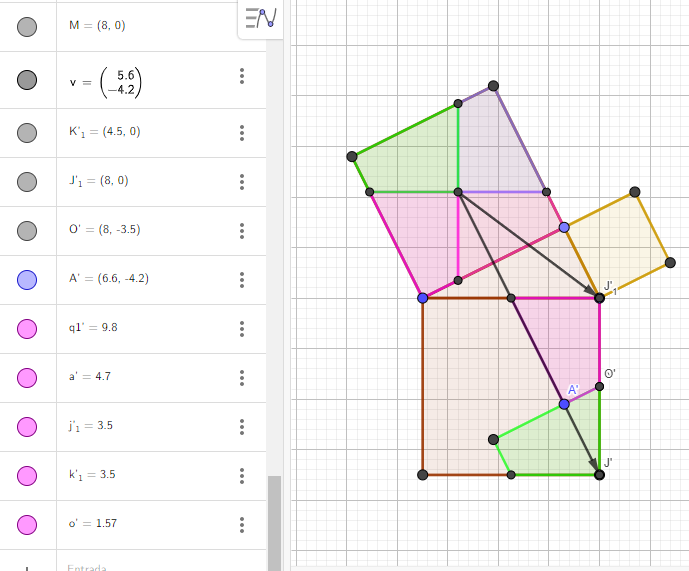 M = (8, 0)
v = ( 5.6
−4.2 )
K'₁ = (4.5, 0)
J'₁ = (8, 0)
O' = (8, -3.5)
A' = (6.6, -4.2)
q1' = 9.8
a' = 4.7
j'₁ = 3.5
k'₁ = 3.5
o' = 1.57
Entrada
J'₁
O'
A'
J'